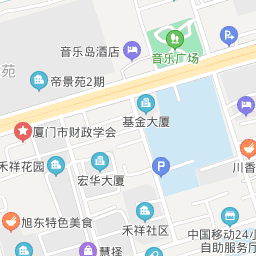 音乐岛酒店
音乐广场
苑
帝景苑2期
基金大厦
厦门市财政学会
禾祥花园
宏华大厦
川香
旭东特色美食
禾祥社区
中国移动24小
自助服务厅
慧择